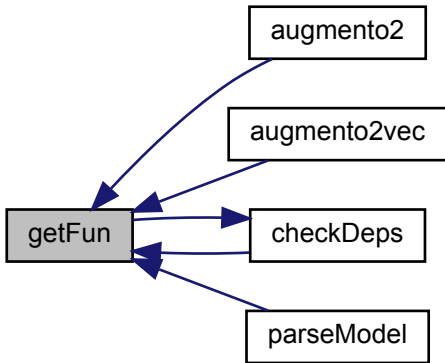 augmento2
augmento2vec
getFun
checkDeps
parseModel